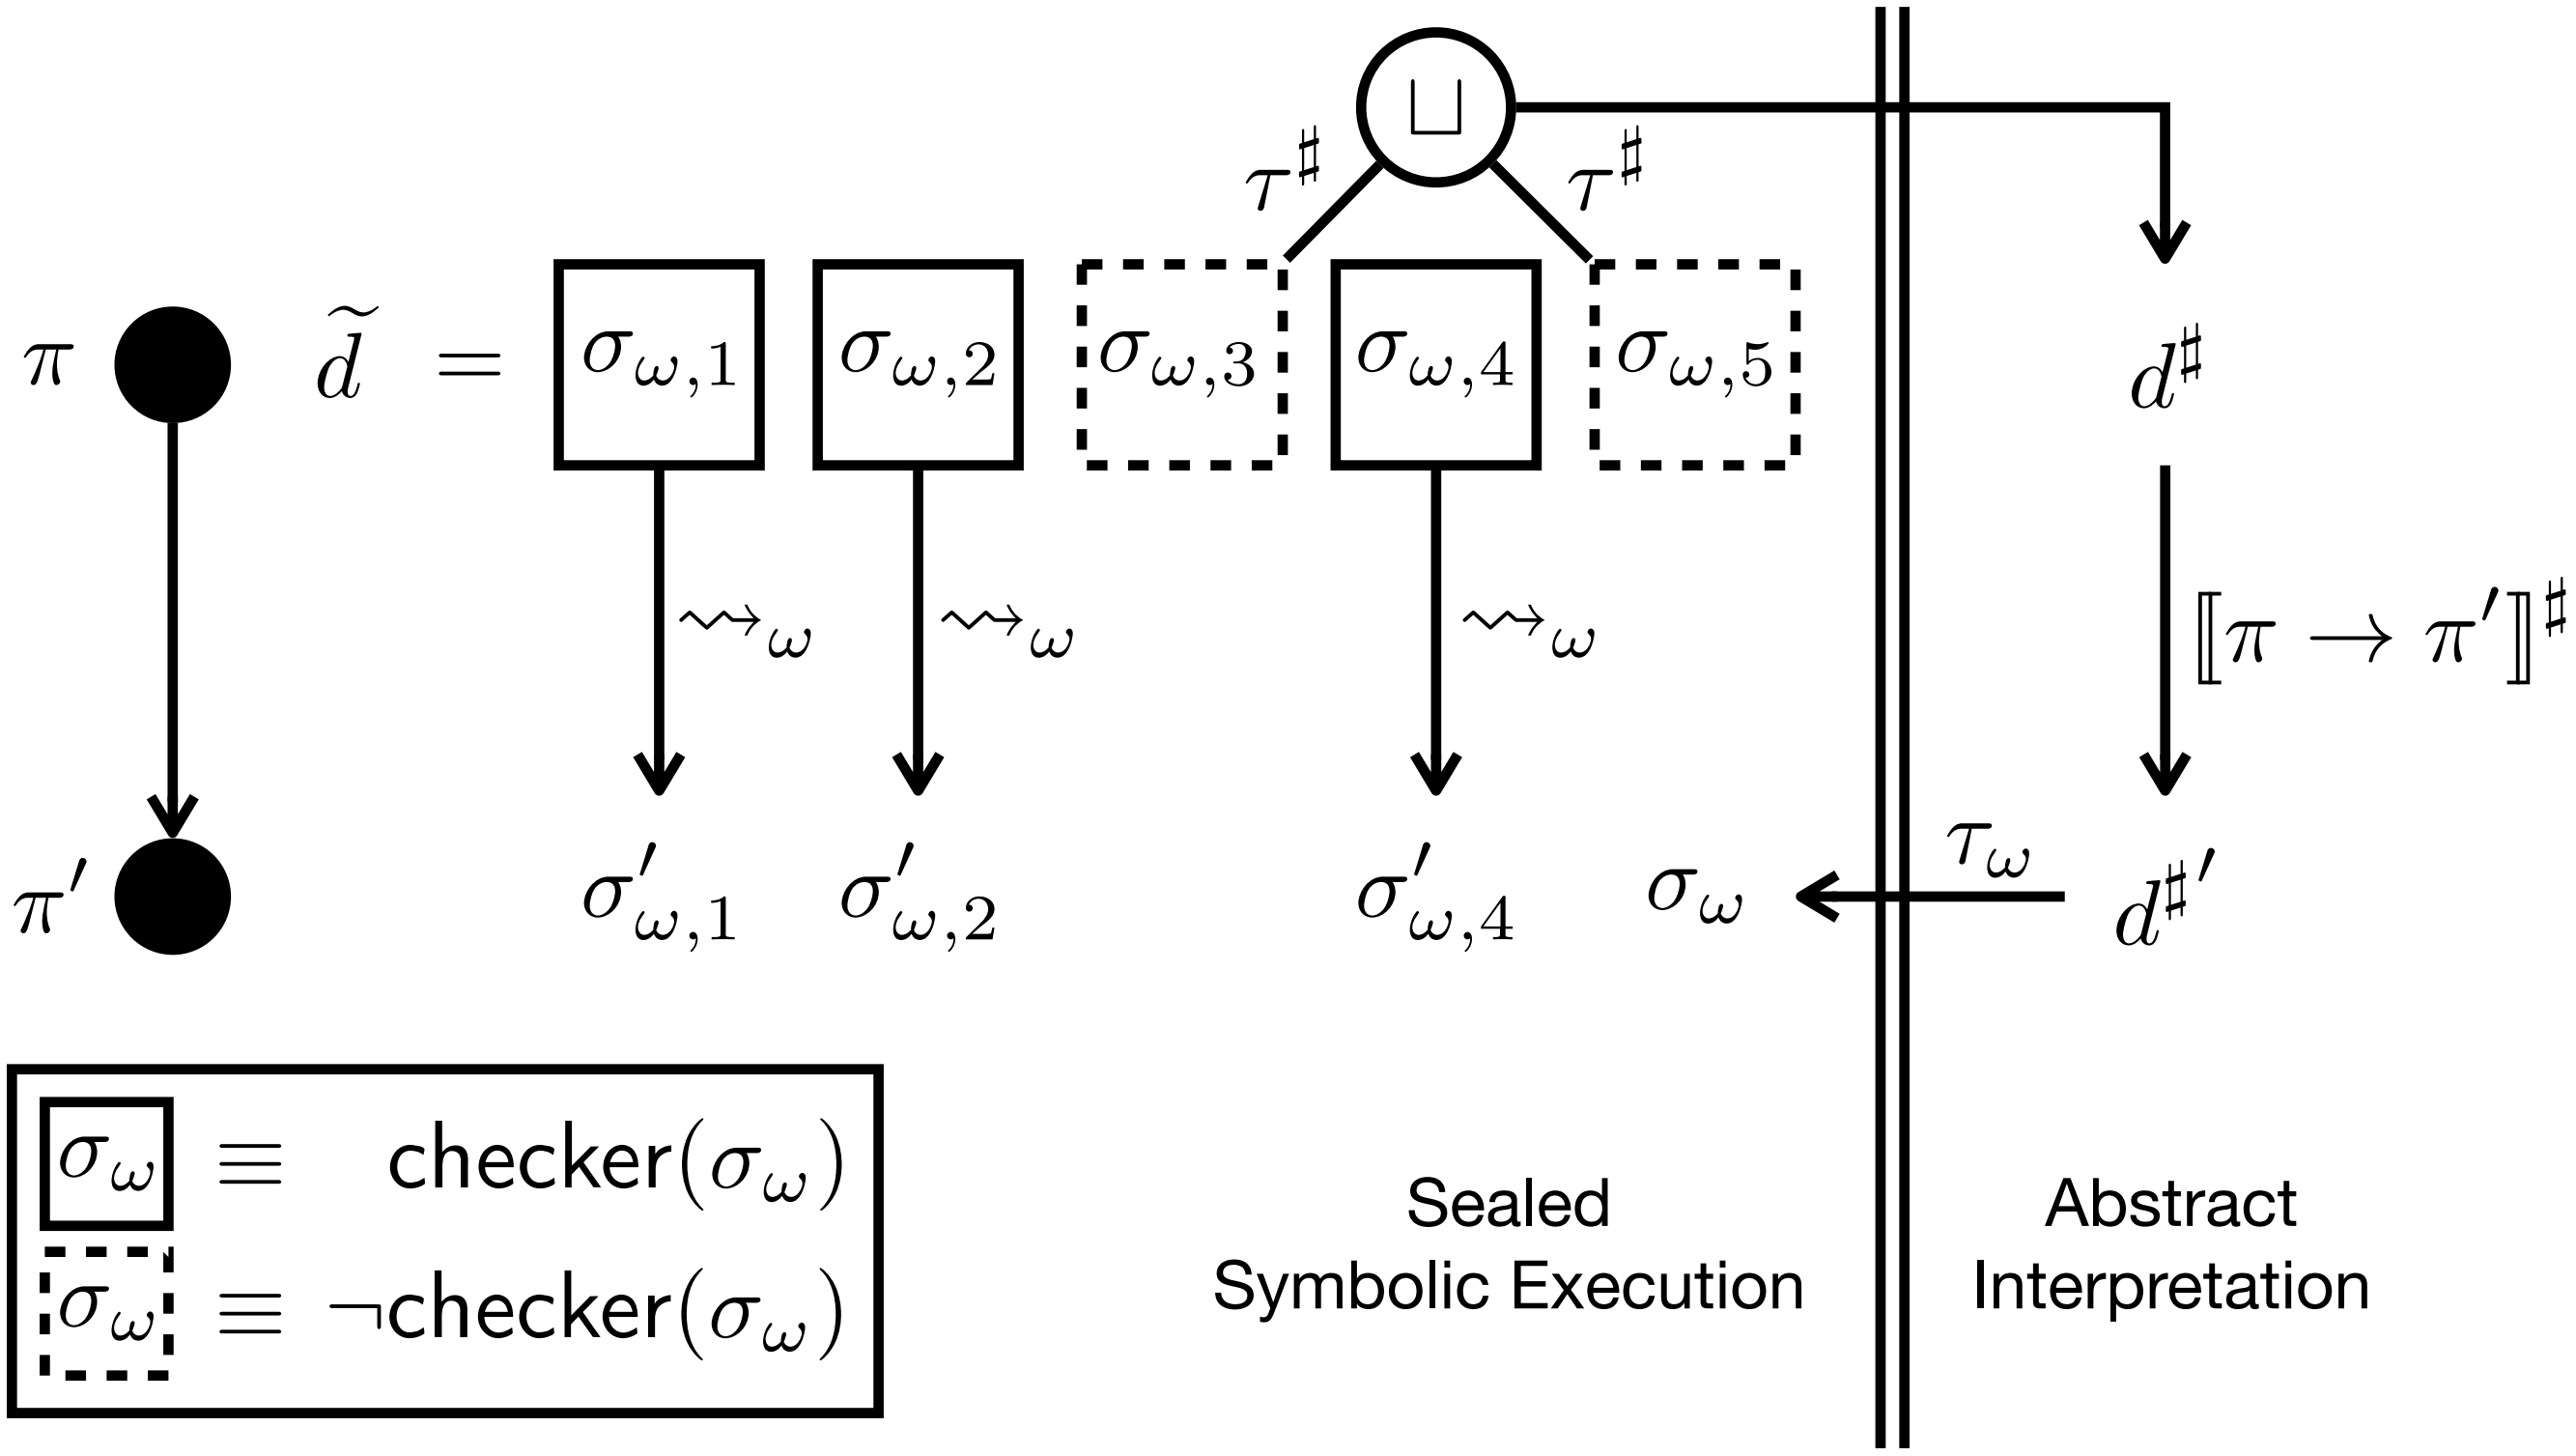 ⊔
τ♯ τ♯
π d̃ = σω,1 σω,2 σω,3 σω,4 σω,5 d♯
⇝ω ⇝ω ⇝ω ⟦π → π′⟧♯
τω
π′ σ′ω,1 σ′ω,2 σ′ω,4 σω d♯′
σω ≡ checker(σω)
σω ≡ ¬checker(σω)
Sealed
Symbolic Execution
Abstract
Interpretation